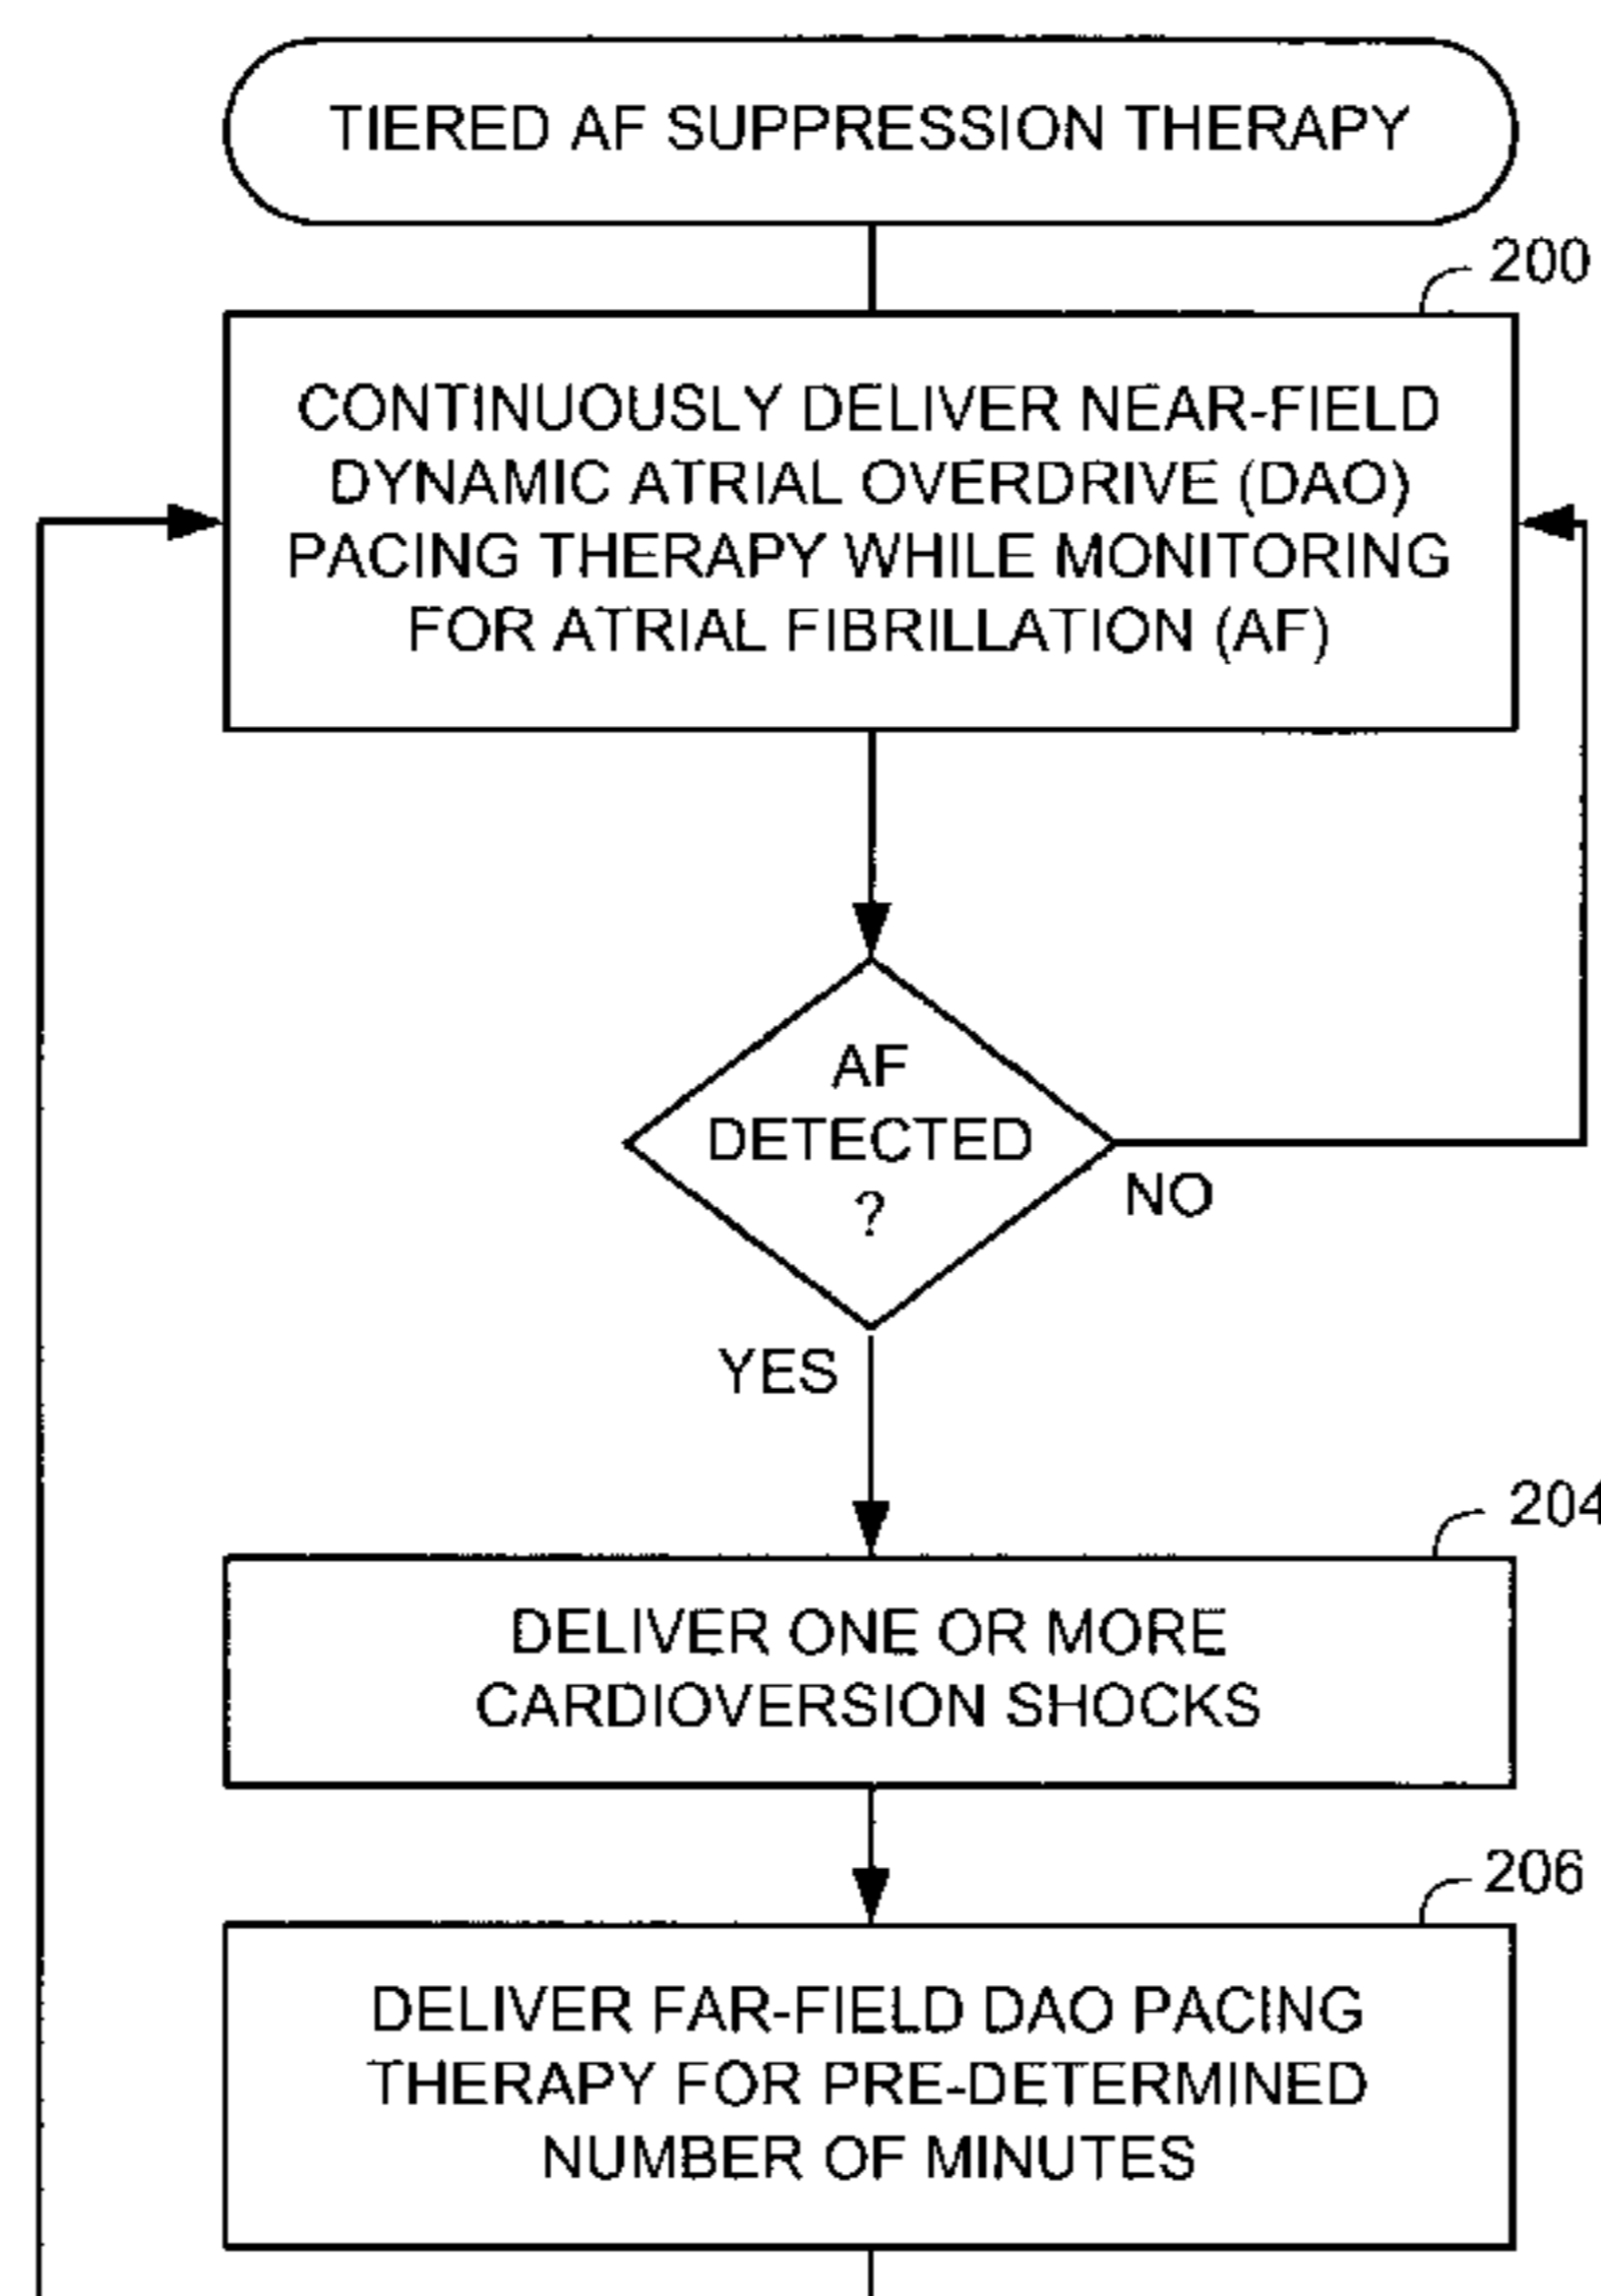 TIERED AF SUPPRESSION THERAPY
200
CONTINUOUSLY DELIVER NEAR-FIELD
DYNAMIC ATRIAL OVERDRIVE (DAO)
PACING THERAPY WHILE MONITORING
FOR ATRIAL FIBRILLATION (AF)
AF
DETECTED
?
NO
YES
204
DELIVER ONE OR MORE
CARDIOVERSION SHOCKS
206
DELIVER FAR-FIELD DAO PACING
THERAPY FOR PRE-DETERMINED
NUMBER OF MINUTES